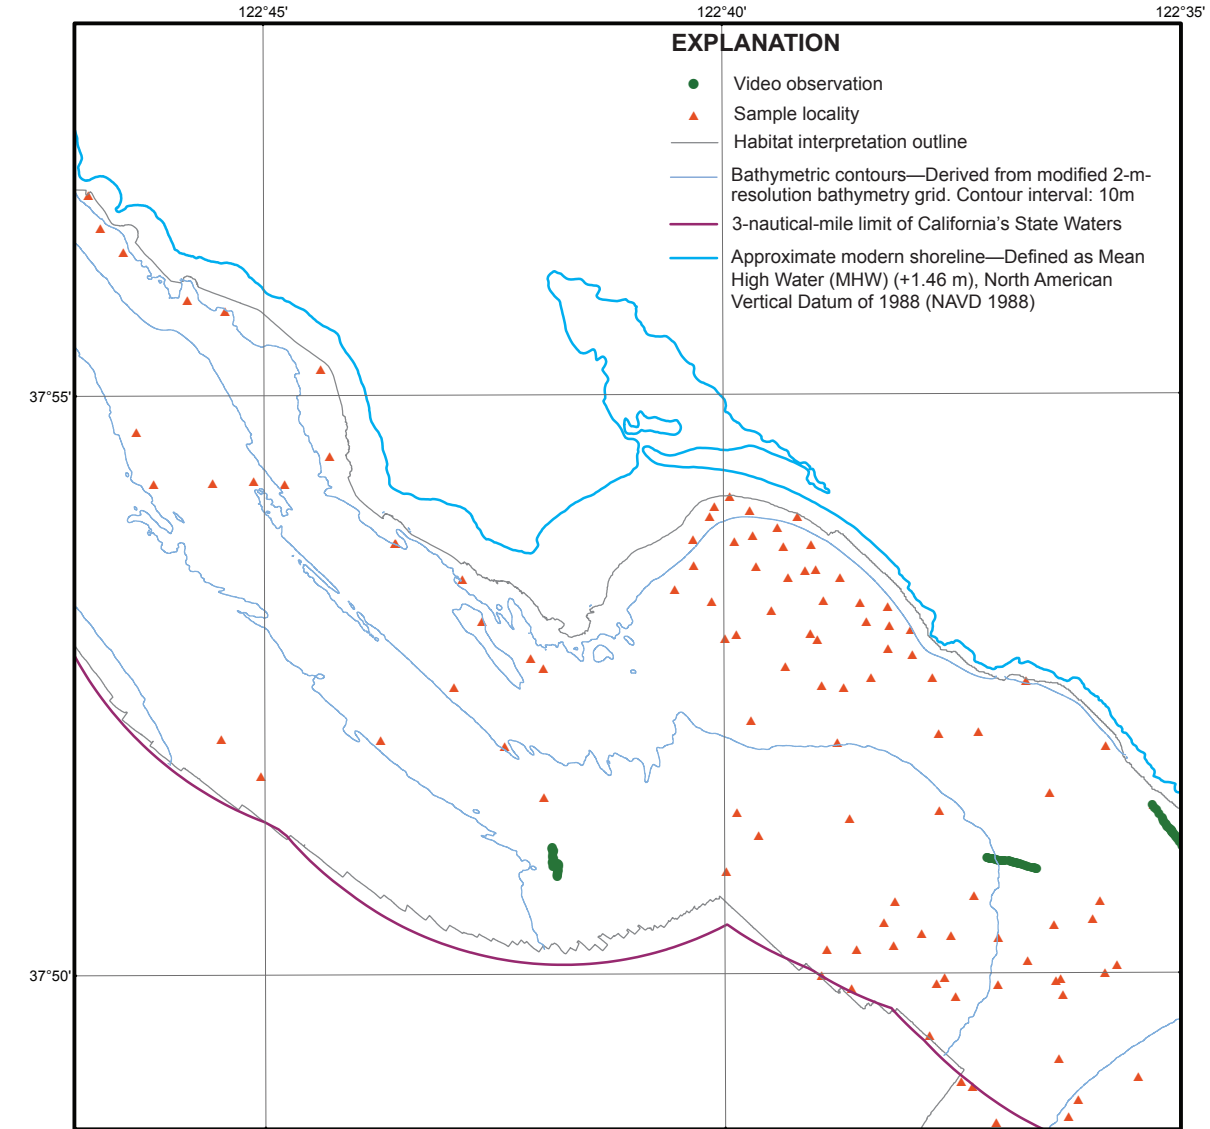 122°45'
122°40'
122°35'
EXPLANATION
Video observation
Sample locality
Habitat interpretation outline
Bathymetric contours—Derived from modified 2-m-
resolution bathymetry grid. Contour interval: 10m
3-nautical-mile limit of California’s State Waters
Approximate modern shoreline—Defined as Mean
High Water (MHW) (+1.46 m), North American
Vertical Datum of 1988 (NAVD 1988)
37°55'
37°50'